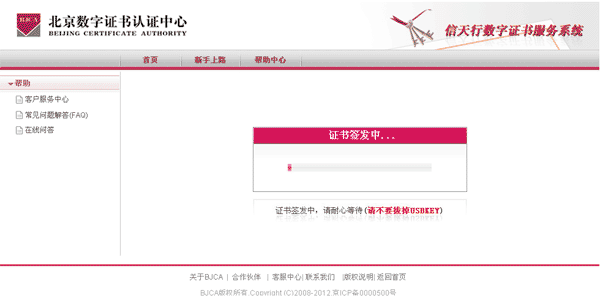 BJCA
北京数字证书认证中心
BEIJING CERTIFICATE AUTHORITY
信天行数字证书服务系统
首页 新手上路 帮助中心
帮助
客户服务中心
常见问题解答(FAQ)
在线问答
证书签发中...
证书签发中，请耐心等待(请不要拔掉USBKEY)
关于BJCA | 合作伙伴 | 客服中心| 联系我们 |版权说明| 返回首页
BJCA版权所有.Copyright (C)2008-2012.京ICP备0000500号